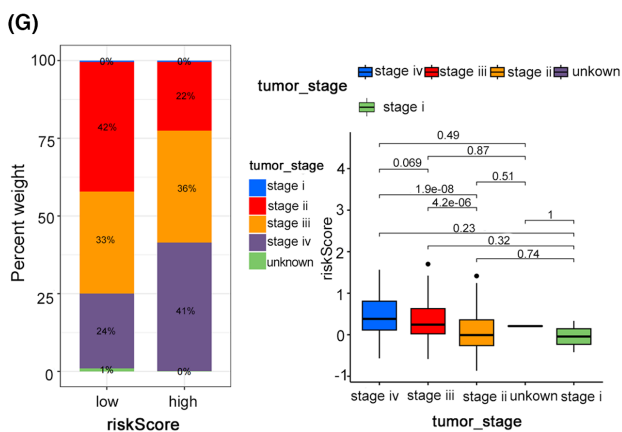 (G)
100
75
50
25
0
Percent weight
0%
0%
42%
22%
33%
36%
24%
41%
1%
0%
low
high
riskScore
tumor_stage
stage i
stage ii
stage iii
stage iv
unknown
tumor_stage
stage iv
stage iii
stage ii
unkown
stage i
riskScore
4
3
2
1
0
-1
0.49
0.87
0.069
0.51
1.9e-08
4.2e-06
1
0.23
0.32
0.74
stage iv
stage iii
stage ii
unknown
stage i
tumor_stage